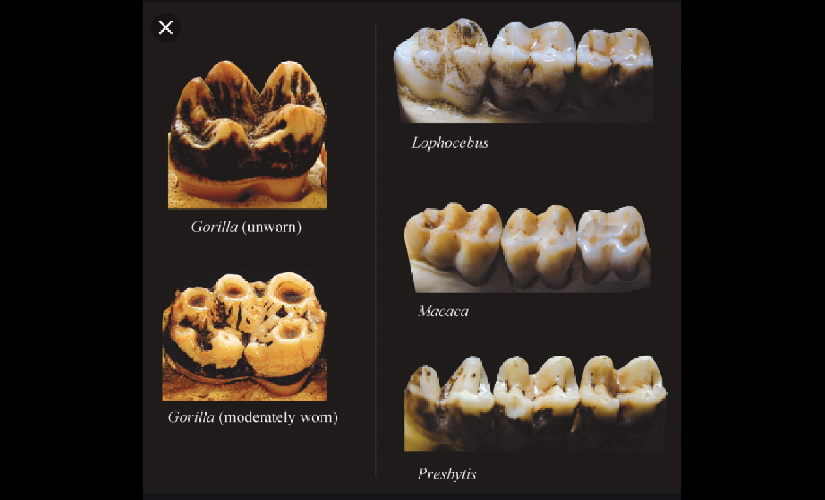 Gorilla (unworn)
Gorilla (moderately worn)
Lophocebus
Macaca
Presbytis